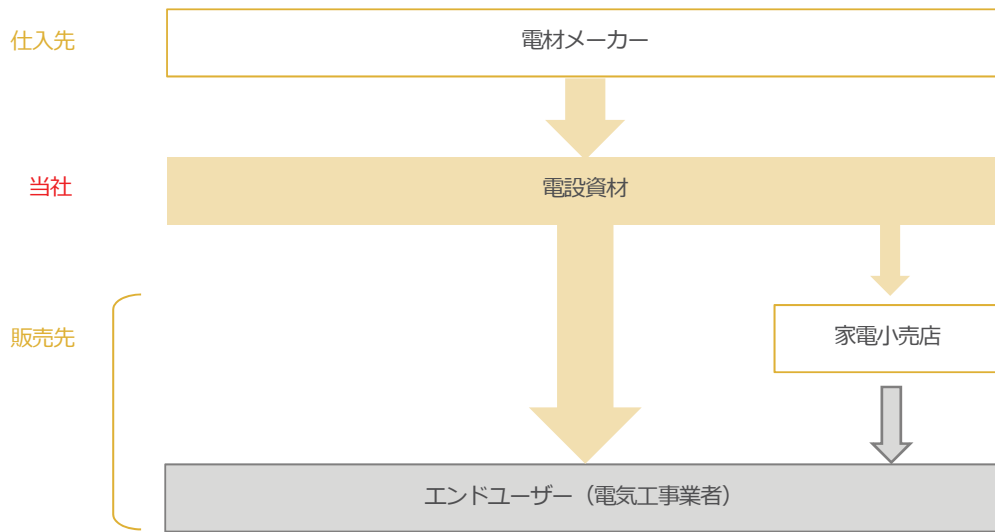 仕入先
電材メーカー
当社
電設資材
販売先
家電小売店
エンドユーザー（電気工事業者）